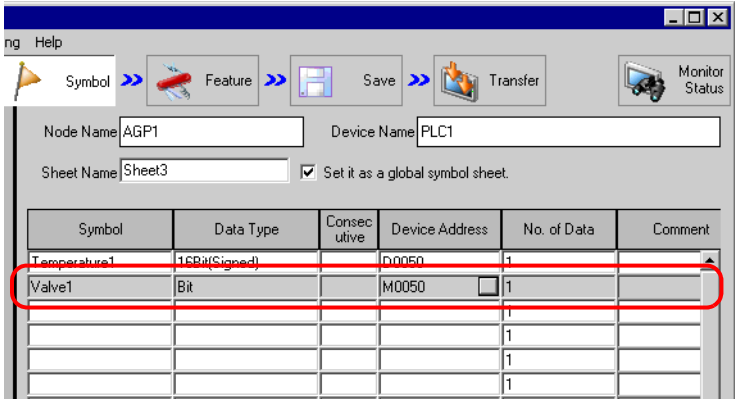 ng Help
Symbol Feature Save Transfer Monitor Status
Node Name AGP1 Device Name PLC1
Sheet Name Sheet3 Set it as a global symbol sheet.
Symbol Data Type Consec utive Device Address No. of Data Comment
Temperature1 16Bit(Signed) D0050 1
Valve1 Bit M0050 1
1
1
1
1